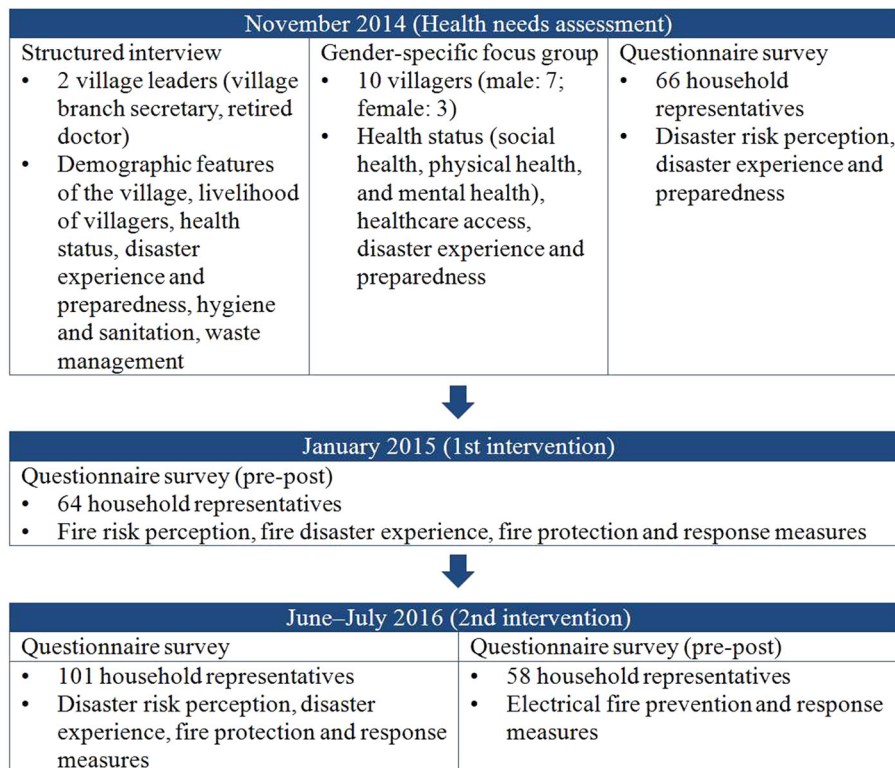 November 2014 (Health needs assessment)
Structured interview
• 2 village leaders (village
branch secretary, retired
doctor)
• Demographic features
of the village, livelihood
of villagers, health
status, disaster
experience and
preparedness, hygiene
and sanitation, waste
management
Gender-specific focus group
• 10 villagers (male: 7;
female: 3)
• Health status (social
health, physical health,
and mental health),
healthcare access,
disaster experience and
preparedness
Questionnaire survey
• 66 household
representatives
• Disaster risk perception,
disaster experience and
preparedness
January 2015 (1st intervention)
Questionnaire survey (pre-post)
• 64 household representatives
• Fire risk perception, fire disaster experience, fire protection and response measures
June–July 2016 (2nd intervention)
Questionnaire survey
• 101 household representatives
• Disaster risk perception, disaster
experience, fire protection and response
measures
Questionnaire survey (pre-post)
• 58 household representatives
• Electrical fire prevention and response
measures